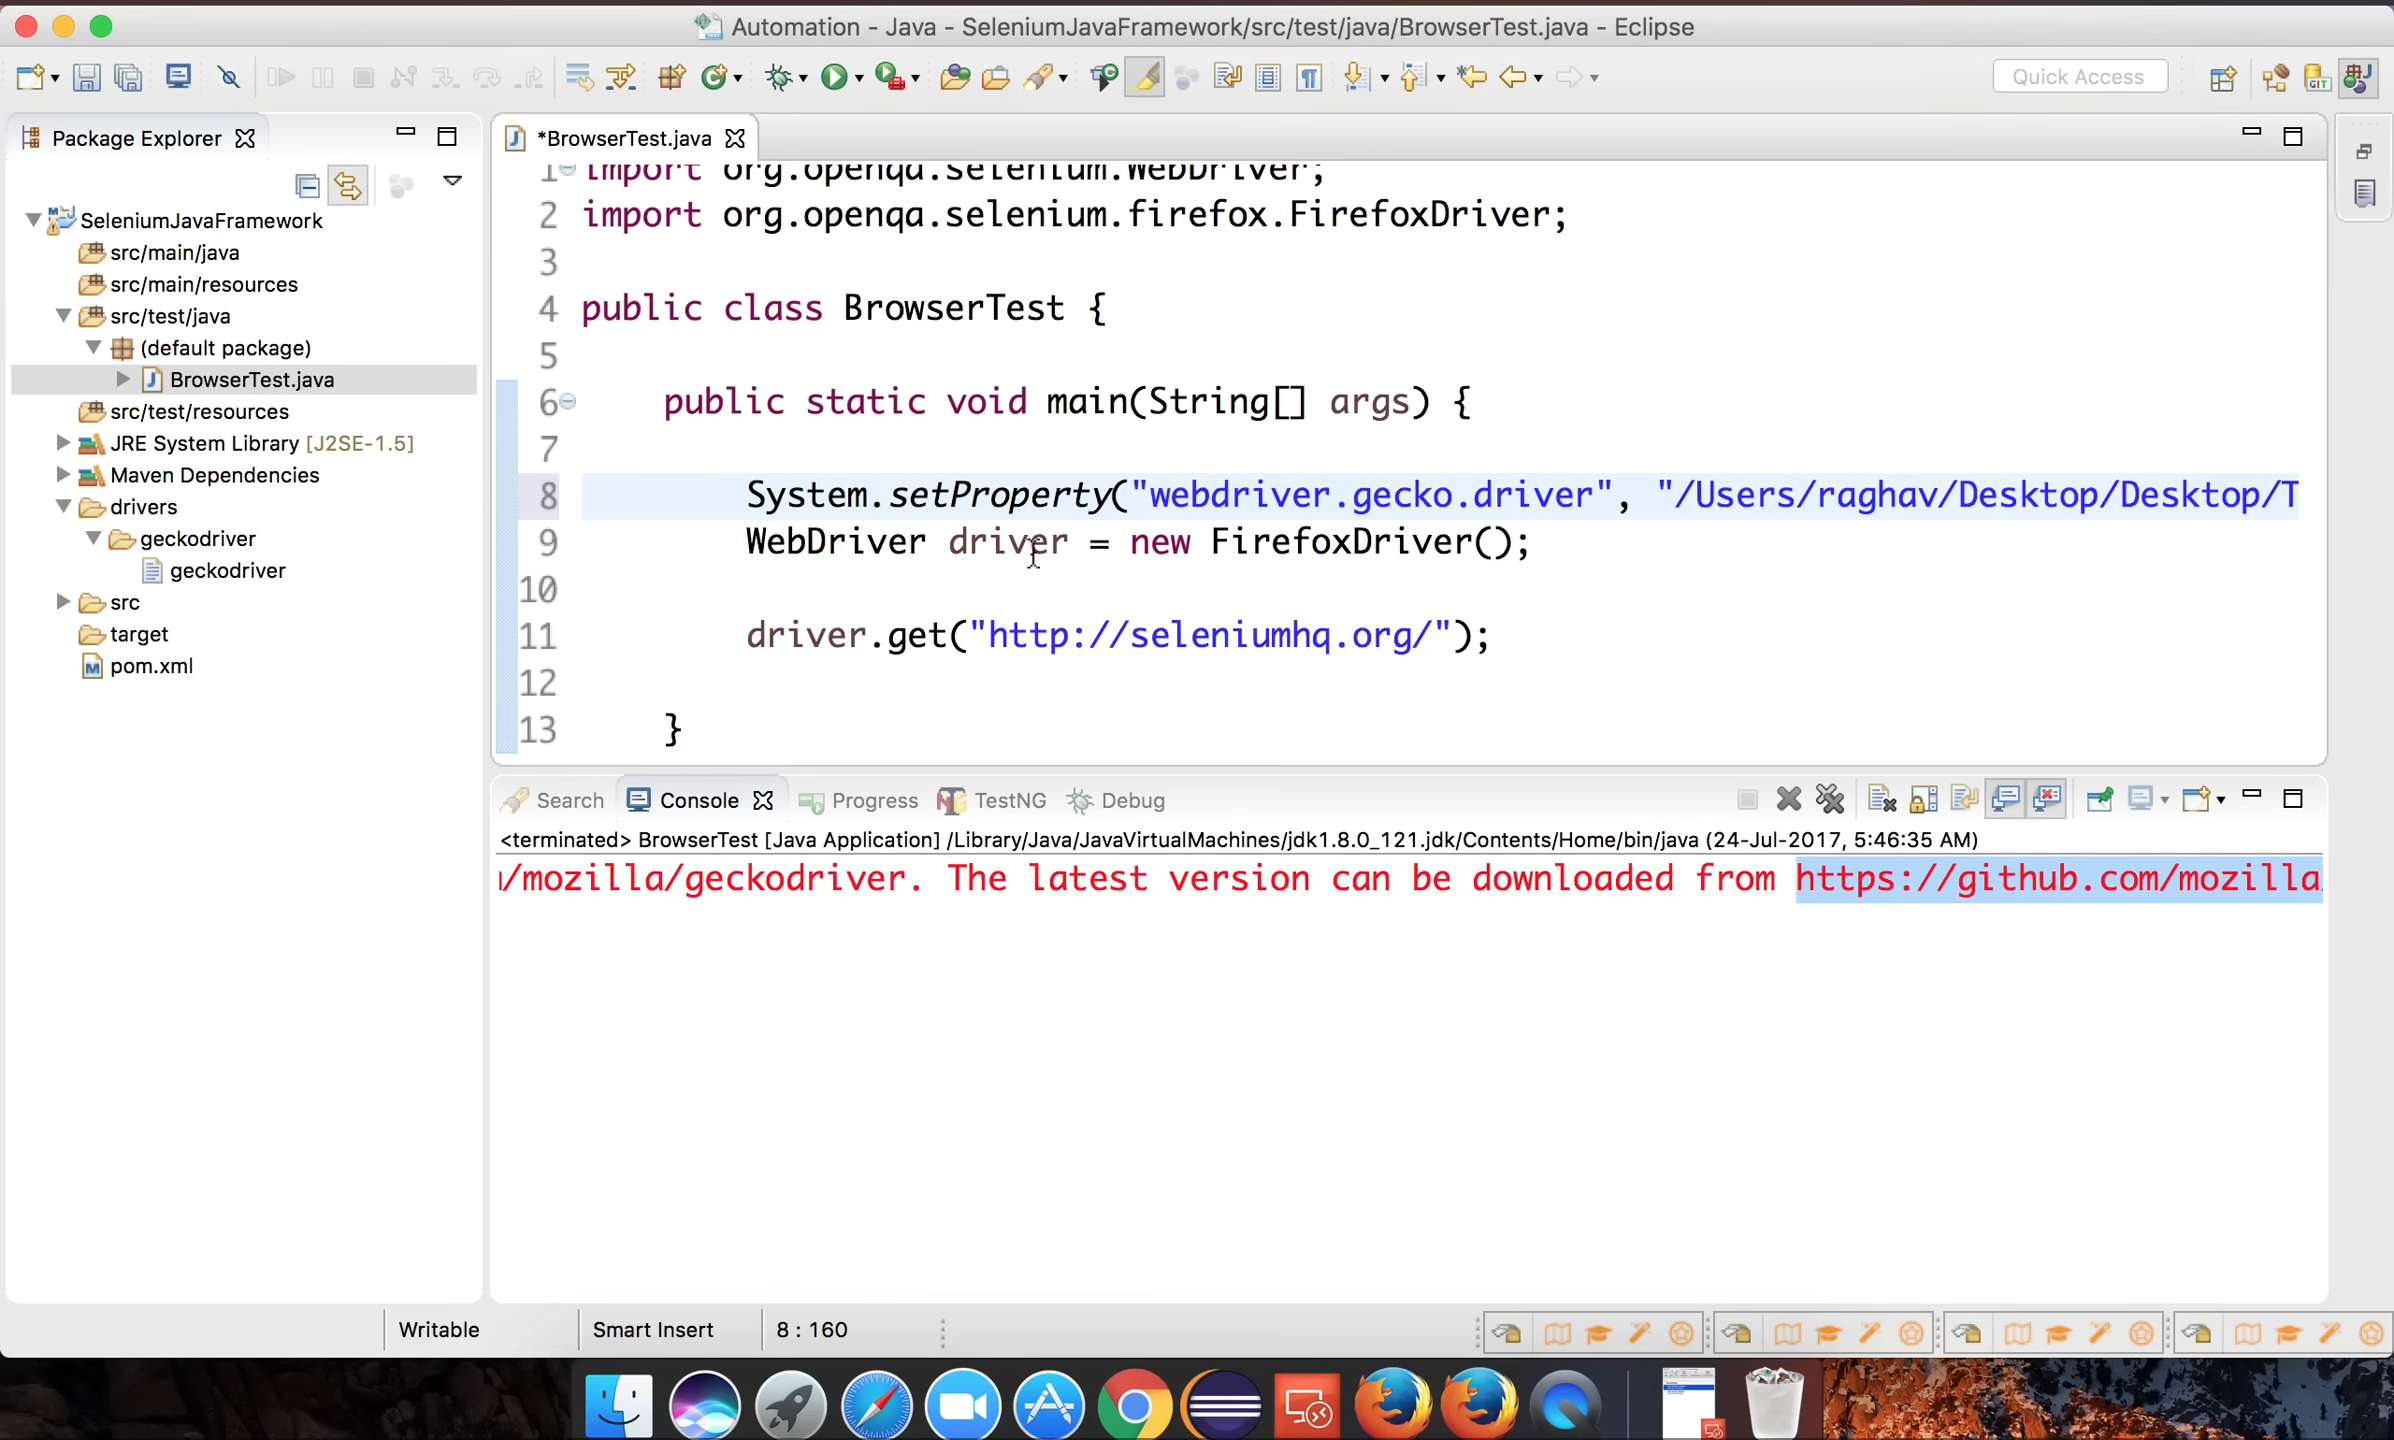 Automation - Java - SeleniumJavaFramework/src/test/java/BrowserTest.java - Eclipse
Quick Access
GIT
Package Explorer
SeleniumJavaFramework
src/main/java
src/main/resources
src/test/java
(default package)
BrowserTest.java
src/test/resources
JRE System Library [J2SE-1.5]
Maven Dependencies
drivers
geckodriver
geckodriver
src
target
pom.xml
*BrowserTest.java
1 import org.openqa.selenium.WebDriver;
2 import org.openqa.selenium.firefox.FirefoxDriver;
3
4 public class BrowserTest {
5
6 public static void main(String[] args) {
7
8 System.setProperty("webdriver.gecko.driver", "/Users/raghav/Desktop/Desktop/T
9 WebDriver driver = new FirefoxDriver();
10
11 driver.get("http://seleniumhq.org/");
12
13 }
Search Console Progress TestNG Debug
<terminated> BrowserTest [Java Application] /Library/Java/JavaVirtualMachines/jdk1.8.0_121.jdk/Contents/Home/bin/java (24-Jul-2017, 5:46:35 AM)
/mozilla/geckodriver. The latest version can be downloaded from https://github.com/mozilla
Writable Smart Insert 8 : 160